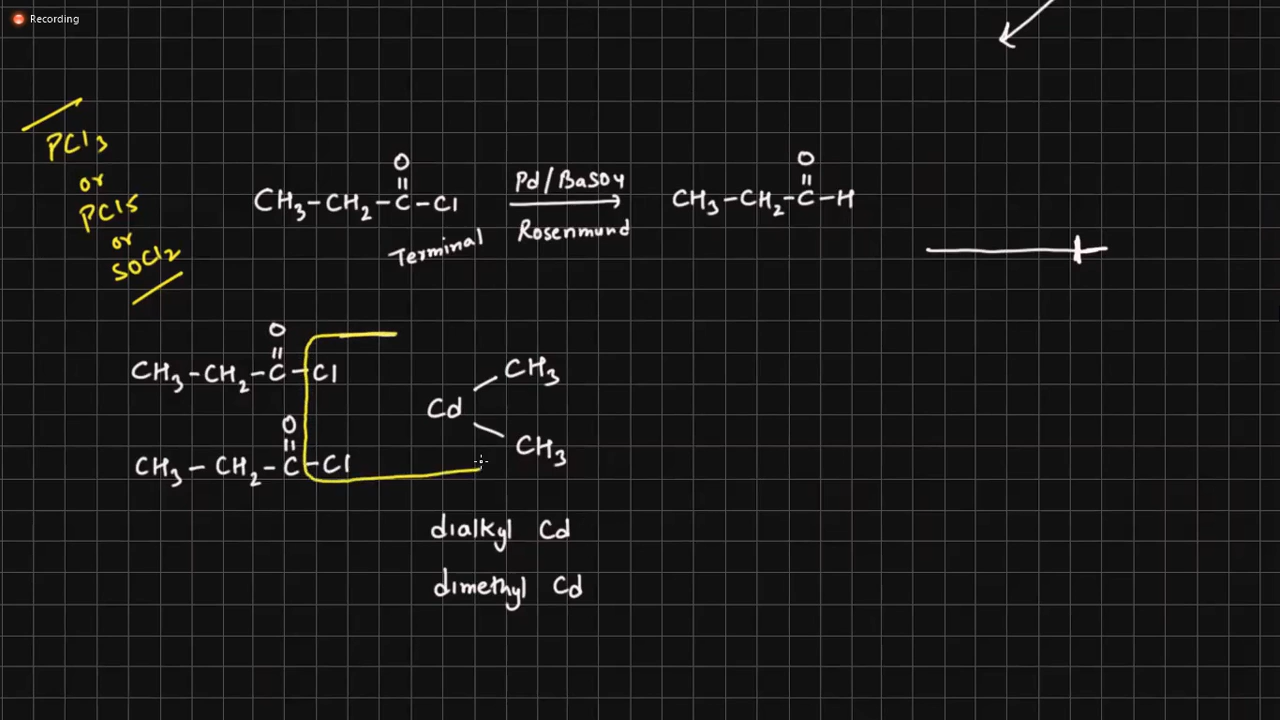 Recording
PCl3
or
PCl5
or
SOCl2
O
CH3-CH2-C-Cl
Terminal
Pd/BaSO4
Rosenmund
O
CH3-CH2-C-H
O
CH3-CH2-C-Cl
O
CH3-CH2-C-Cl
CH3
Cd
CH3
dialkyl Cd
dimethyl Cd